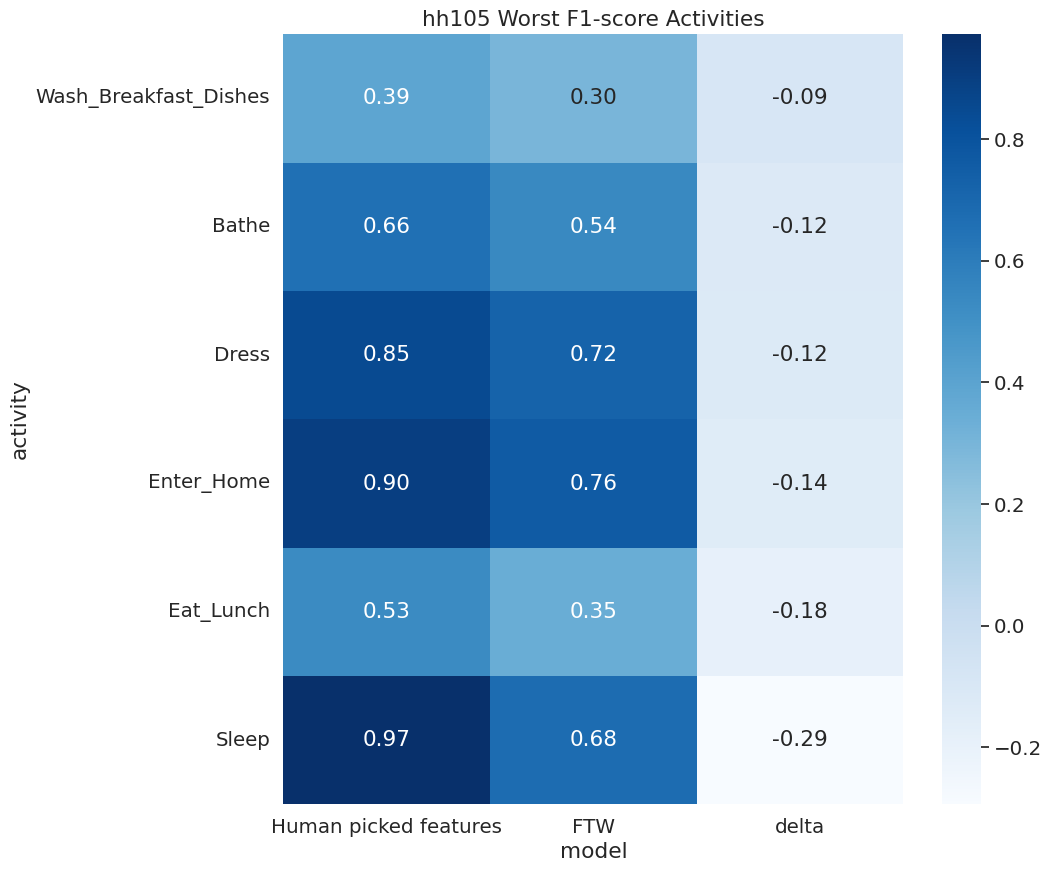 hh105 Worst F1-score Activities
Wash_Breakfast_Dishes 0.39 0.30 -0.09
Bathe 0.66 0.54 -0.12
Dress 0.85 0.72 -0.12
Enter_Home 0.90 0.76 -0.14
Eat_Lunch 0.53 0.35 -0.18
Sleep 0.97 0.68 -0.29
activity
Human picked features FTW delta
model
0.8
0.6
0.4
0.2
0.0
−0.2